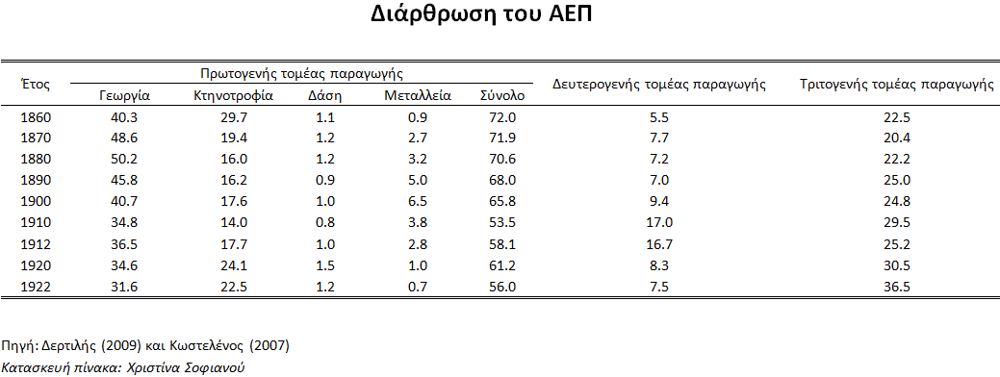 Διάρθρωση του ΑΕΠ
Έτος Πρωτογενής τομέας παραγωγής Δευτερογενής τομέας παραγωγής Τριτογενής τομέας παραγωγής
Γεωργία Κτηνοτροφία Δάση Μεταλλεία Σύνολο
1860 40.3 29.7 1.1 0.9 72.0 5.5 22.5
1870 48.6 19.4 1.2 2.7 71.9 7.7 20.4
1880 50.2 16.0 1.2 3.2 70.6 7.2 22.2
1890 45.8 16.2 0.9 5.0 68.0 7.0 25.0
1900 40.7 17.6 1.0 6.5 65.8 9.4 24.8
1910 34.8 14.0 0.8 3.8 53.5 17.0 29.5
1912 36.5 17.7 1.0 2.8 58.1 16.7 25.2
1920 34.6 24.1 1.5 1.0 61.2 8.3 30.5
1922 31.6 22.5 1.2 0.7 56.0 7.5 36.5
Πηγή: Δερτιλής (2009) και Κωστελένος (2007)
Κατασκευή πίνακα: Χριστίνα Σοφιανού